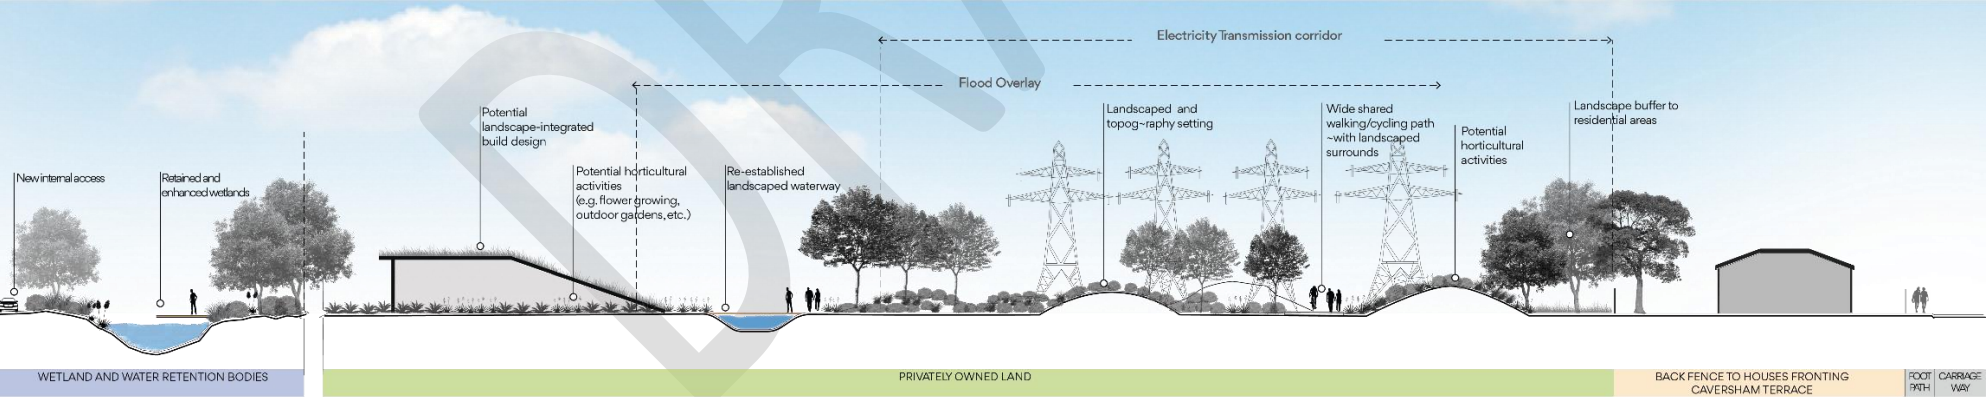 Electricity Transmission corridor
Flood Overlay
New internal access
Retained and
enhanced wetlands
Potential
landscape-integrated
build design
Potential horticultural
activities
(e.g. flower growing,
outdoor gardens, etc.)
Re-established
landscaped waterway
Landscaped and
topog~raphy setting
Wide shared
walking/cycling path
~with landscaped
surrounds
Potential
horticultural
activities
Landscape buffer to
residential areas
WETLAND AND WATER RETENTION BODIES
PRIVATELY OWNED LAND
BACK FENCE TO HOUSES FRONTING
CAVERSHAM TERRACE
FOOT
PATH
CARRIAGE
WAY